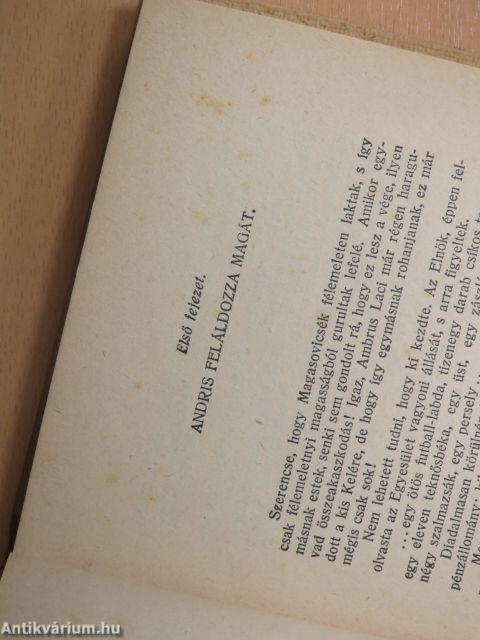 Első fejezet.
ANDRIS FELÁLDOZZA MAGÁT.
Szerencse, hogy Magasovicsék félemeleten laktak, s így
csak félemeletnyi magasságból gurultak lefelé. Amikor egy-
másnak estek, senki sem gondolt rá, hogy ez lesz a vége, ilyen
vad összeakaszkodás! Igaz, Ambrus Laci már régen haragu-
dott a kis Kelére, de hogy így egymásnak rohanjanak, ez már
mégis csak sok!
Nem lehetett tudni, hogy ki kezdte. Az Elnök, éppen fel-
olvasta az Egyesület vagyoni állását, s arra figyeltek.
... egy ötös futball-labda, tizenegy darab csíkos
egy eleven teknősbéka, egy üst, egy
négy szalmazsák, egy persely
Diadalmasan
pénzállomány:
Antikvárium.hu